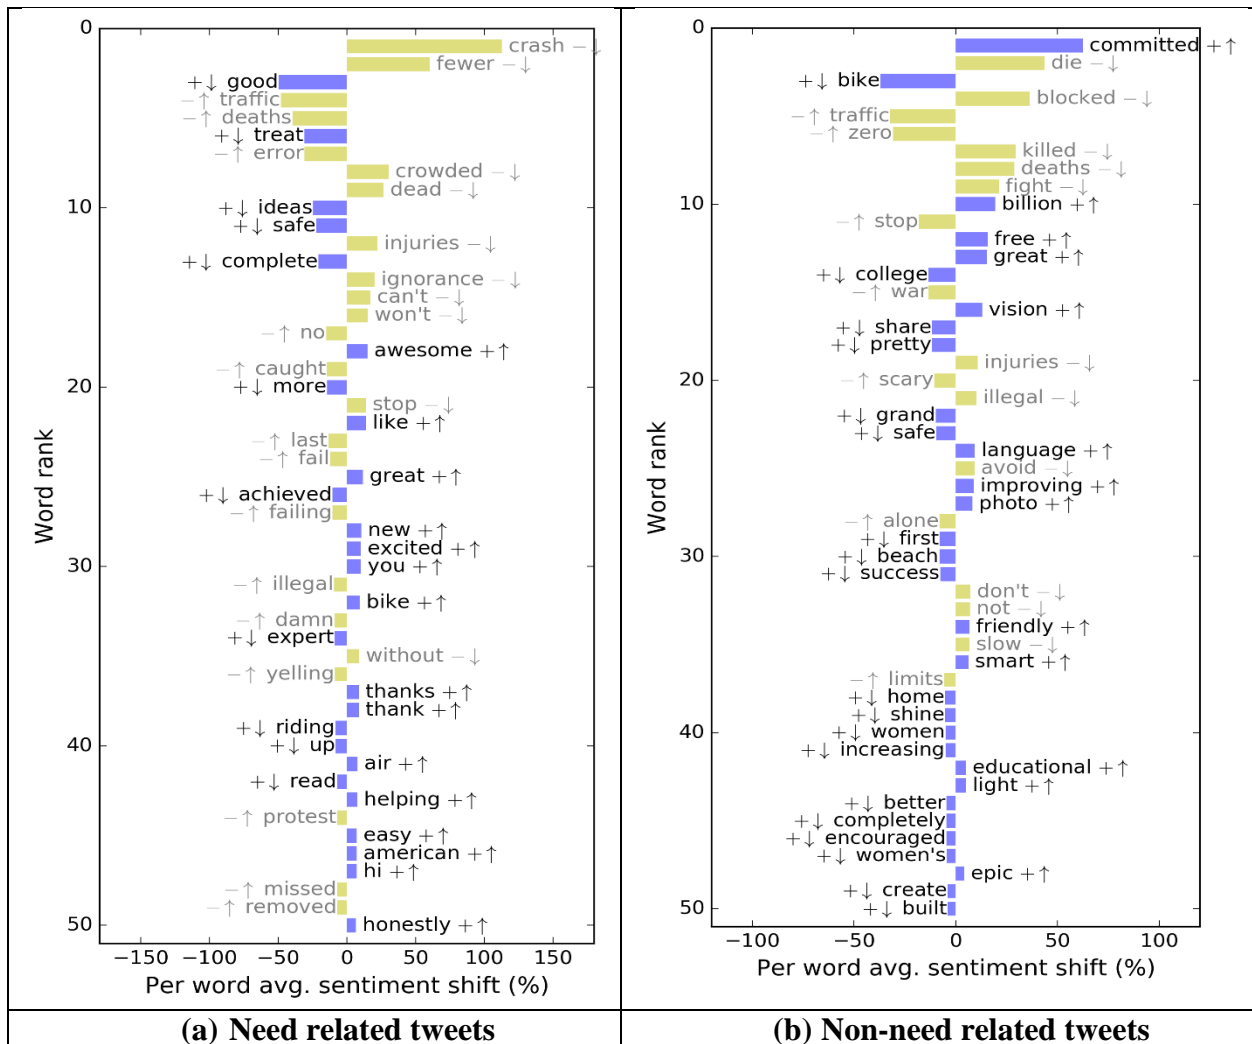 0
crash −↓
fewer −↓
+↓ good
−↑ traffic
−↑ deaths
+↓ treat
−↑ error
crowded −↓
dead −↓
10
+↓ ideas
+↓ safe
injuries −↓
+↓ complete
ignorance −↓
can't −↓
won't −↓
−↑ no
awesome +↑
−↑ caught
20
+↓ more
stop −↓
like +↑
−↑ last
−↑ fail
great +↑
+↓ achieved
−↑ failing
new +↑
excited +↑
30
you +↑
−↑ illegal
bike +↑
−↑ damn
+↓ expert
without −↓
−↑ yelling
thanks +↑
thank +↑
+↓ riding
40
+↓ up
air +↑
+↓ read
helping +↑
−↑ protest
easy +↑
american +↑
hi +↑
−↑ missed
−↑ removed
50
honestly +↑
Word rank
−150 −100 −50 0 50 100 150
Per word avg. sentiment shift (%)
(a) Need related tweets
0
committed +↑
die −↓
+↓ bike
blocked −↓
−↑ traffic
−↑ zero
killed −↓
deaths −↓
fight −↓
10
billion +↑
−↑ stop
free +↑
great +↑
+↓ college
−↑ war
vision +↑
+↓ share
+↓ pretty
injuries −↓
20
−↑ scary
illegal −↓
+↓ grand
+↓ safe
language +↑
avoid −↓
improving +↑
photo +↑
−↑ alone
+↓ first
30
+↓ beach
+↓ success
don't −↓
not −↓
friendly +↑
slow −↓
smart +↑
−↑ limits
+↓ home
+↓ shine
40
+↓ women
+↓ increasing
educational +↑
light +↑
+↓ better
+↓ completely
+↓ encouraged
+↓ women's
epic +↑
+↓ create
50
+↓ built
Word rank
−100 −50 0 50 100
Per word avg. sentiment shift (%)
(b) Non-need related tweets